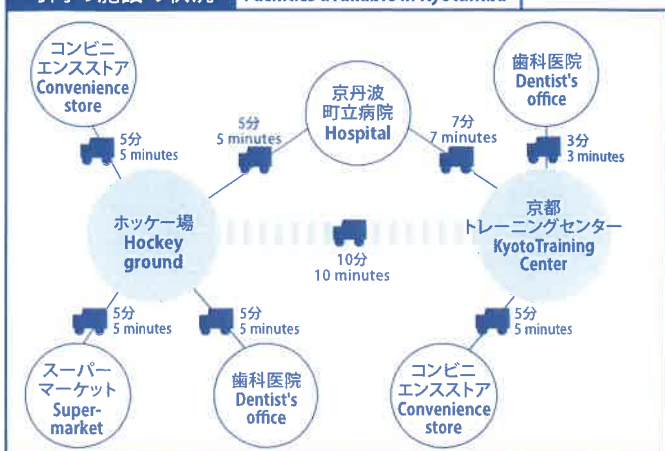 Facilities available in Kyotamba
コンビニ
エンスストア
Convenience
store
歯科医院
Dentist's
office
京丹波
町立病院
Hospital
5分
5 minutes
5分
5 minutes
7分
7 minutes
3分
3 minutes
ホッケー場
Hockey
ground
京都
トレーニングセンター
KyotoTraining
Center
10分
10 minutes
5分
5 minutes
5分
5 minutes
5分
5 minutes
スーパー
マーケット
Super-
market
歯科医院
Dentist's
office
コンビニ
エンスストア
Convenience
store